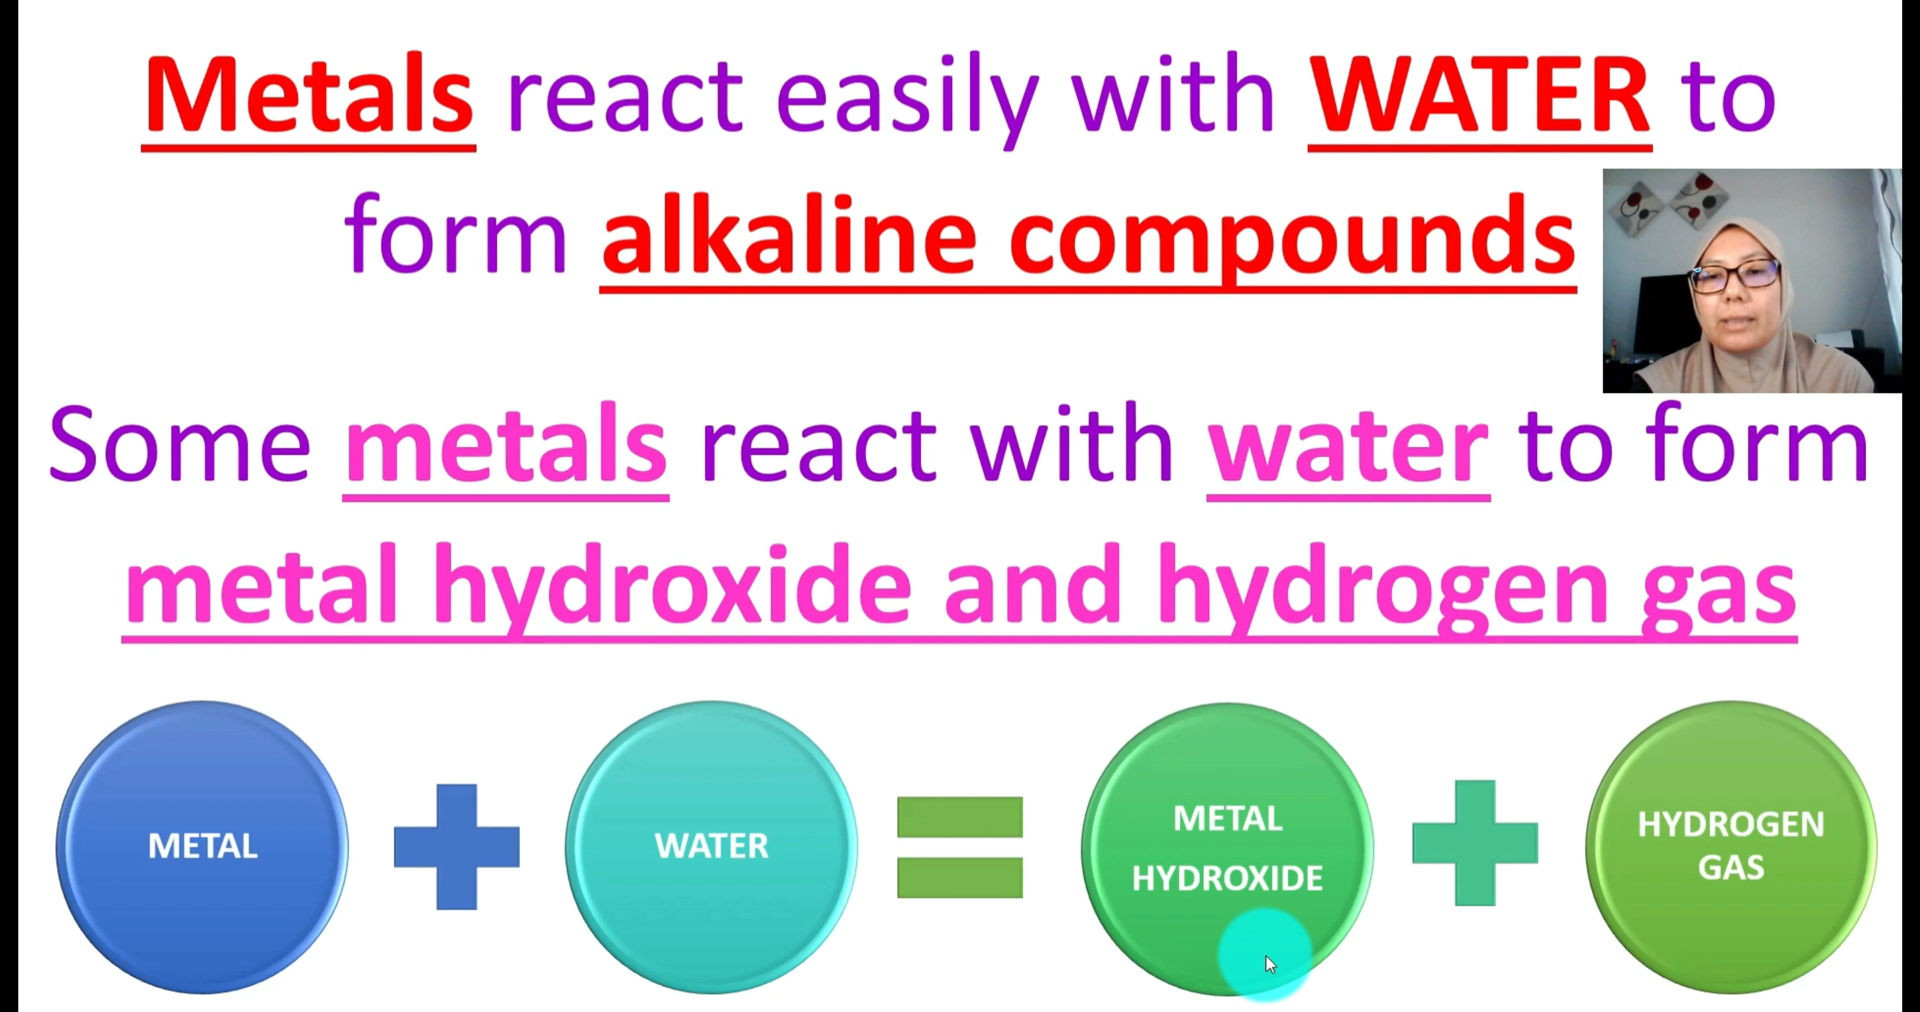 Metals react easily with WATER to
form alkaline compounds
Some metals react with water to form
metal hydroxide and hydrogen gas
METAL
WATER
METAL
HYDROXIDE
HYDROGEN
GAS